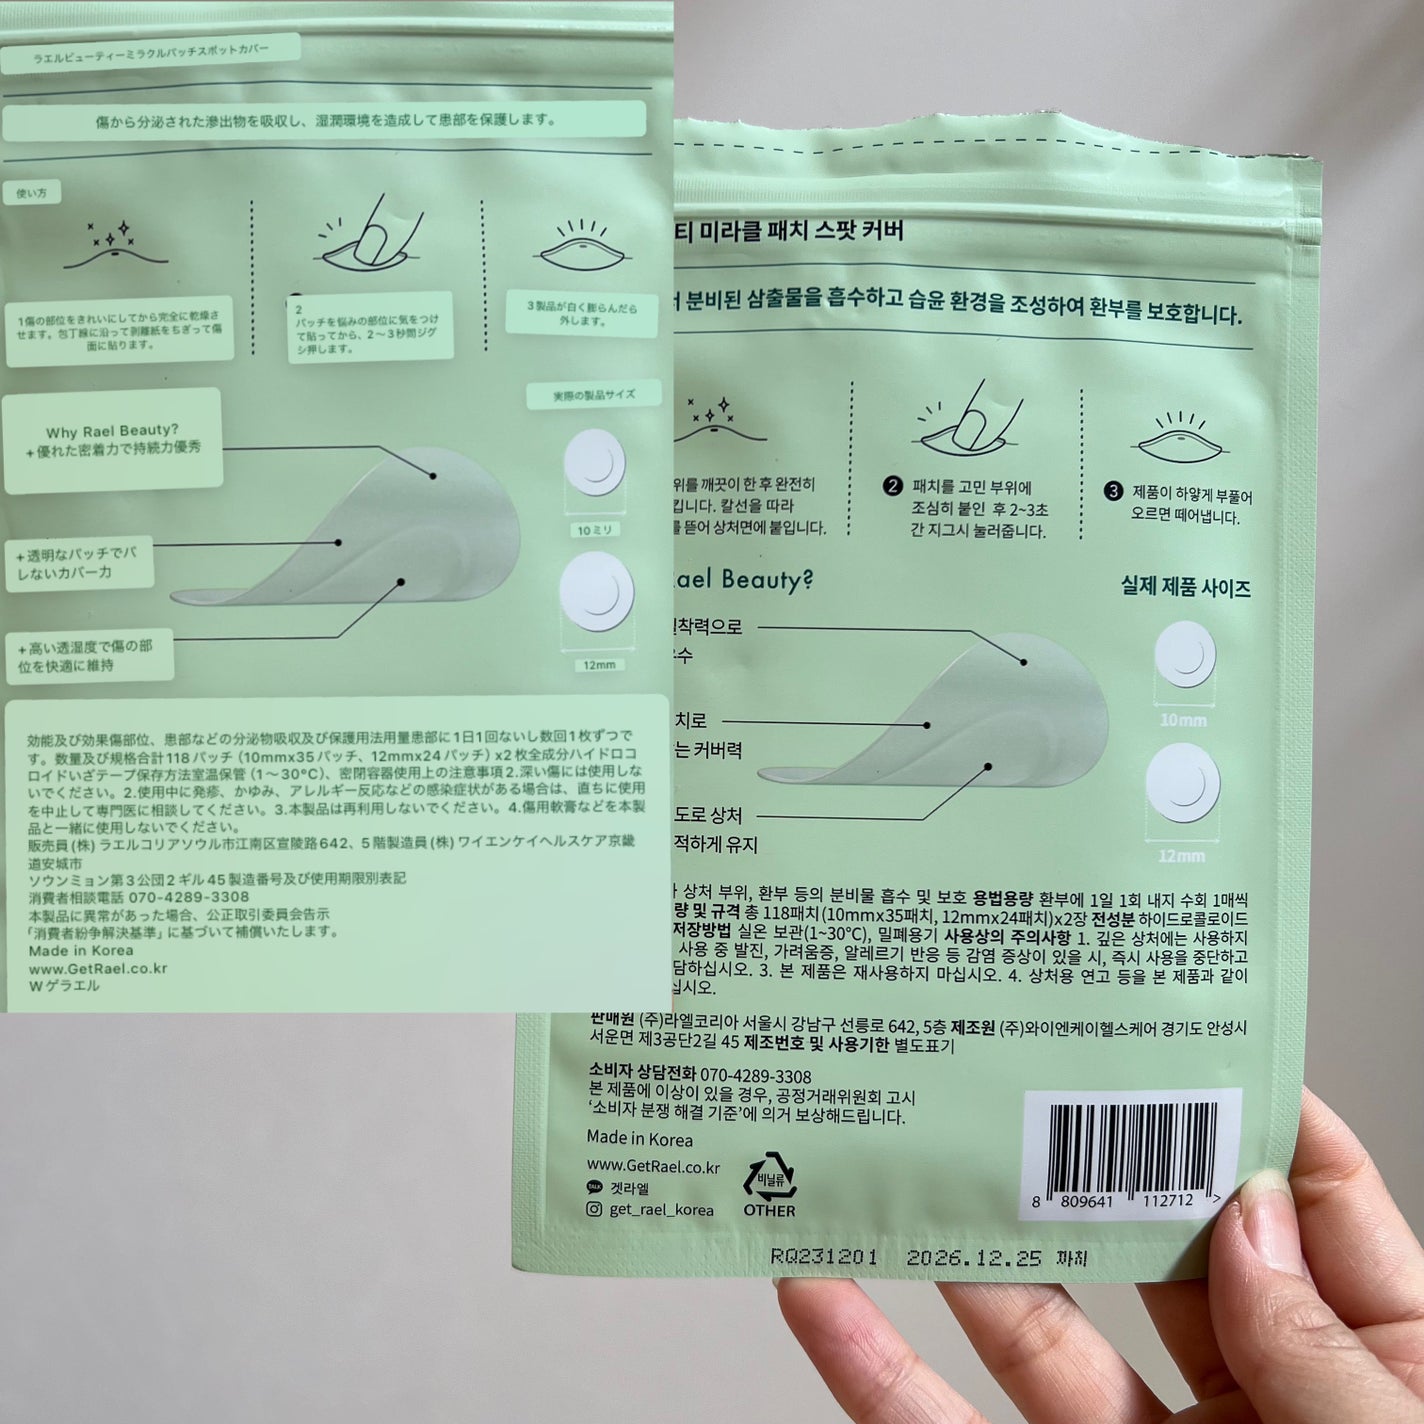 ラエルビューティーミラクルパッチスポットカバー
傷から分泌された滲出物を吸収し、湿潤環境を造成して患部を保護します。
使い方
1傷の部位をきれいにしてから完全に乾燥さ
せます。包丁線に沿って剥離紙をちぎって傷
面に貼ります。
2
パッチを悩みの部位に気をつけ
て貼ってから、2〜3秒間ジグ
シ押します。
3製品が白く膨らんだら
外します。
Why Rael Beauty?
+優れた密着力で持続力優秀
+透明なパッチでバ
レないカバー力
+高い透湿度で傷の部
位を快適に維持
実際の製品サイズ
10ミリ
12mm
効能及び効果傷部位、患部などの分泌物吸収及び保護用法用量患部に1日1回ないし数回1枚ずつで
す。数量及び規格合計118パッチ（10mmx35パッチ、12mmx24パッチ）x2枚全成分ハイドロコ
ロイドいざテープ保存方法室温保管（1〜30°C）、密閉容器使用上の注意事項2.深い傷には使用しな
いでください。2.使用中に発疹、かゆみ、アレルギー反応などの感染症状がある場合は、直ちに使用
を中止して専門医に相談してください。3.本製品は再利用しないでください。4.傷用軟膏などを本製
品と一緒に使用しないでください。
販売員(株)ラエルコリアソウル市江南区宣陵路642、5階製造員(株)ワイエンケイヘルスケア京畿
道安城市
ソウンミョン第3公団2ギル45製造番号及び使用期限別表記
消費者相談電話 070-4289-3308
本製品に異常があった場合、公正取引委員会告示
「消費者紛争解決基準」に基づいて補償いたします。
Made in Korea
www.GetRael.co.kr
Wゲラエル
티 미라클 패치 스팟 커버
분비된 삼출물을 흡수하고 습윤 환경을 조성하여 환부를 보호합니다.
위를 깨끗이 한 후 완전히
킵니다. 칼선을 따라
를 뜯어 상처면에 붙입니다.
2 패치를 고민 부위에
조심히 붙인 후 2~3초
간 지그시 눌러줍니다.
3 제품이 하얗게 부풀어
오르면 떼어냅니다.
ael Beauty?
실제 제품 사이즈
착력으로
수
치로
는 커버력
도로 상처
적하게 유지
10mm
12mm
상처 부위, 환부 등의 분비물 흡수 및 보호 용법용량 환부에 1일 1회 내지 수회 1매씩
량 및 규격 총 118패치(10mmx35패치, 12mmx24패치)x2장 전성분 하이드로콜로이드
저장방법 실온 보관(1~30℃), 밀폐용기 사용상의 주의사항 1. 깊은 상처에는 사용하지
사용 중 발진, 가려움증, 알레르기 반응 등 감염 증상이 있을 시, 즉시 사용을 중단하고
담하십시오. 3. 본 제품은 재사용하지 마십시오. 4. 상처용 연고 등을 본 제품과 같이
십시오.
판매원 (주)라엘코리아 서울시 강남구 선릉로 642, 5층 제조원 (주)와이엔케이헬스케어 경기도 안성시
서운면 제3공단2길 45 제조번호 및 사용기한 별도표기
소비자 상담전화 070-4289-3308
본 제품에 이상이 있을 경우, 공정거래위원회 고시
'소비자 분쟁 해결 기준'에 의거 보상해드립니다.
Made in Korea
www.GetRael.co.kr
TALK 겟라엘
get_rael_korea
비닐류
OTHER
8 809641 112712 >
RQ231201 2026.12.25 까지